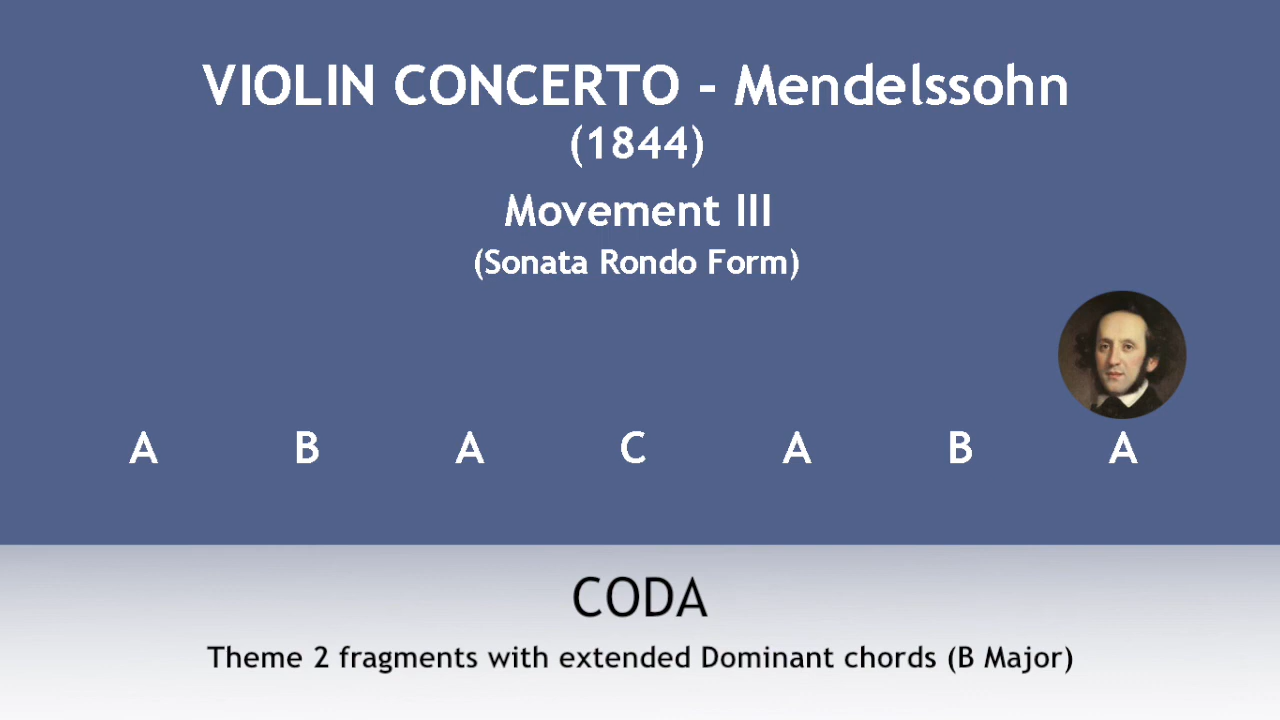 VIOLIN CONCERTO - Mendelssohn
(1844)
Movement III
(Sonata Rondo Form)
A B A C A B A
CODA
Theme 2 fragments with extended Dominant chords (B Major)